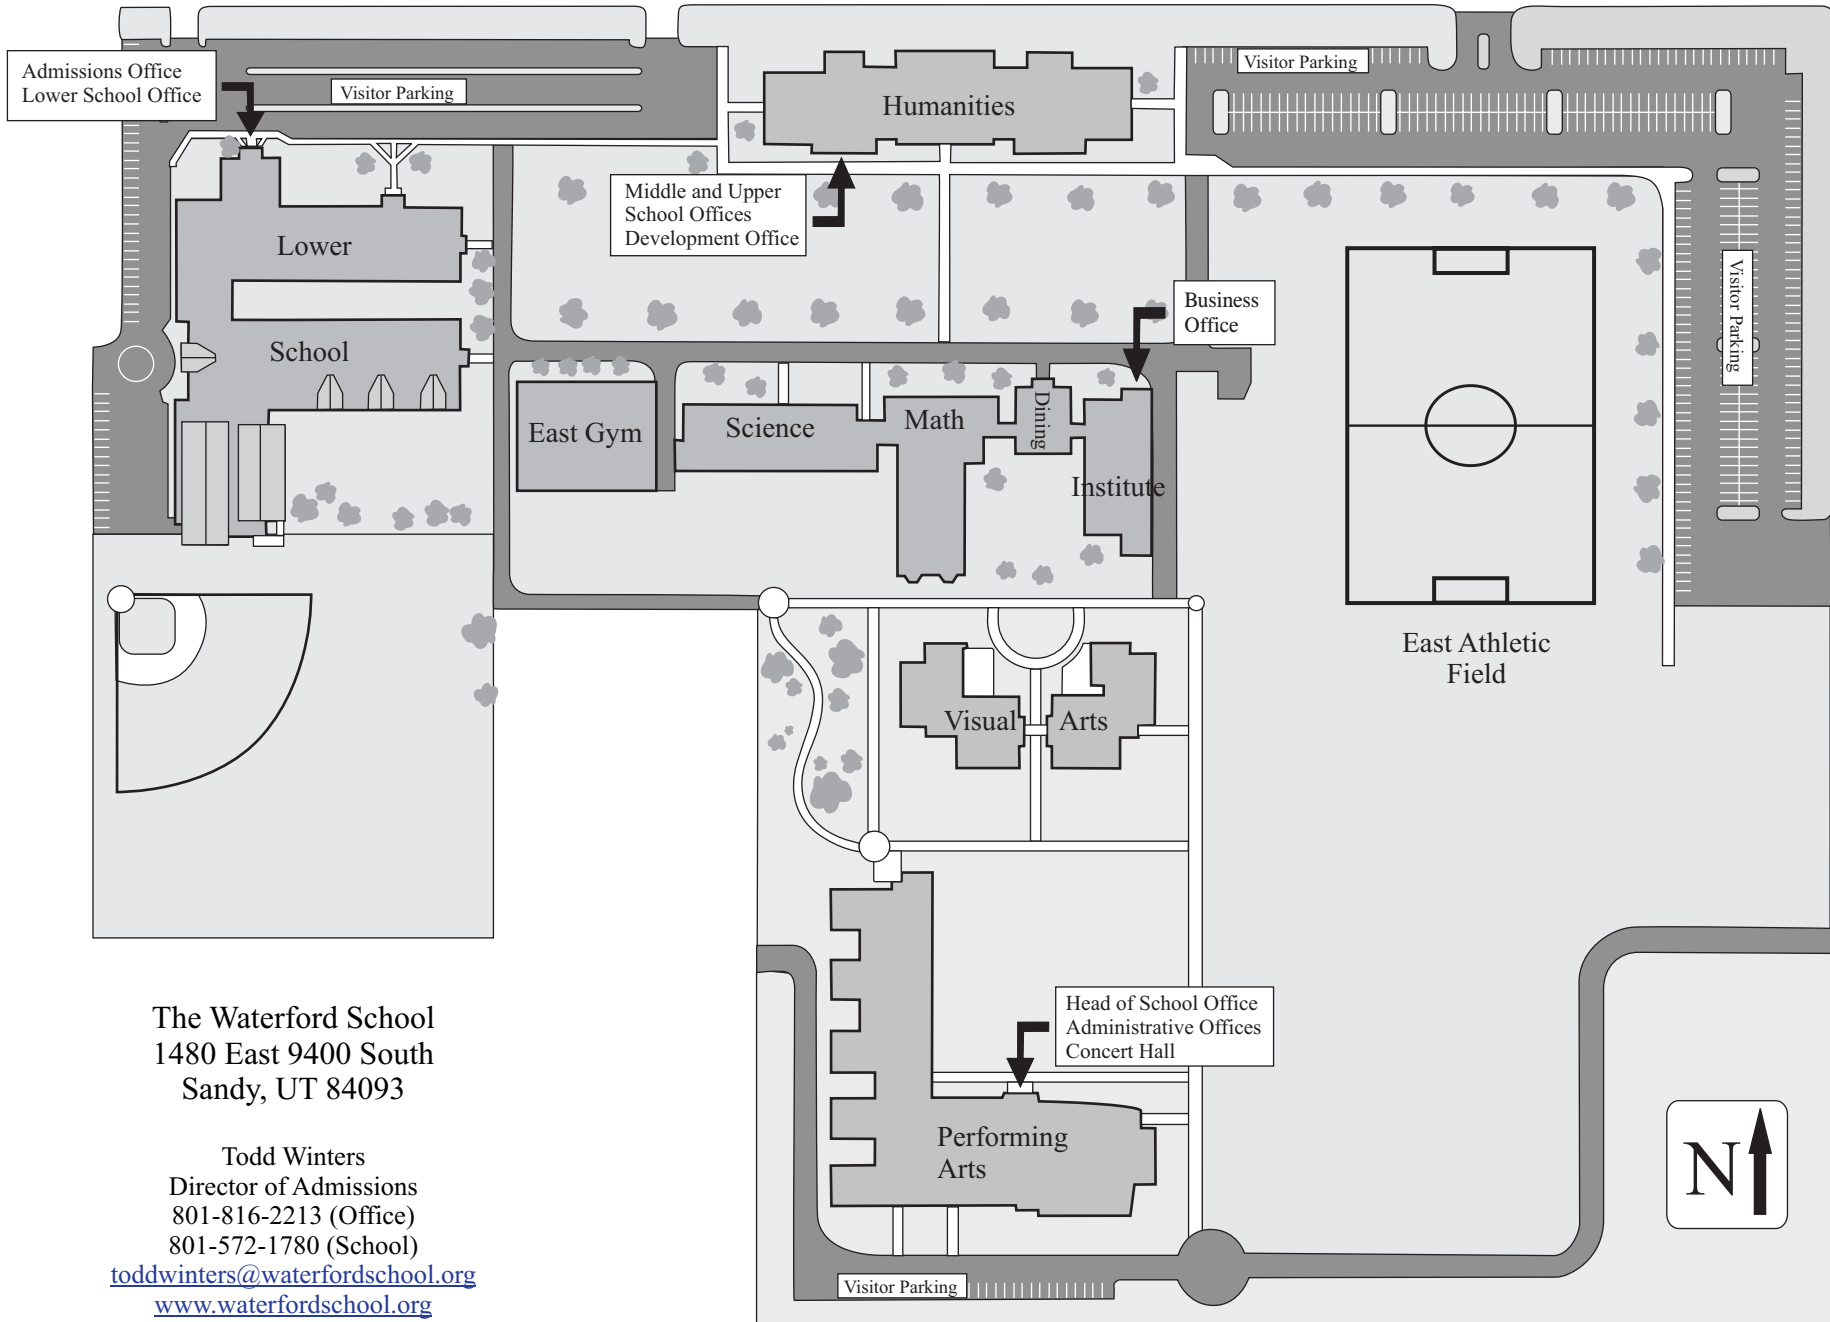 Admissions Office
Lower School Office
Visitor Parking
Humanities
Visitor Parking
Middle and Upper
School Offices
Development Office
Lower
School
Business
Office
Visitor Parking
East Gym
Science
Math
Dining
Institute
East Athletic
Field
Visual Arts
Head of School Office
Administrative Offices
Concert Hall
Performing
Arts
Visitor Parking
N
The Waterford School
1480 East 9400 South
Sandy, UT 84093
Todd Winters
Director of Admissions
801-816-2213 (Office)
801-572-1780 (School)
toddwinters@waterfordschool.org
www.waterfordschool.org